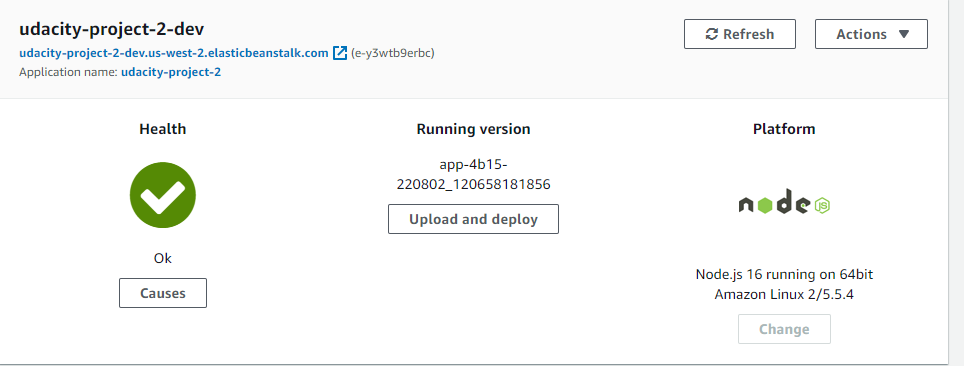 udacity-project-2-dev
udacity-project-2-dev.us-west-2.elasticbeanstalk.com (e-y3wtb9erbc)
Application name: udacity-project-2
Refresh
Actions
Health
Ok
Causes
Running version
app-4b15-
220802_120658181856
Upload and deploy
Platform
node
JS
Node.js 16 running on 64bit
Amazon Linux 2/5.5.4
Change